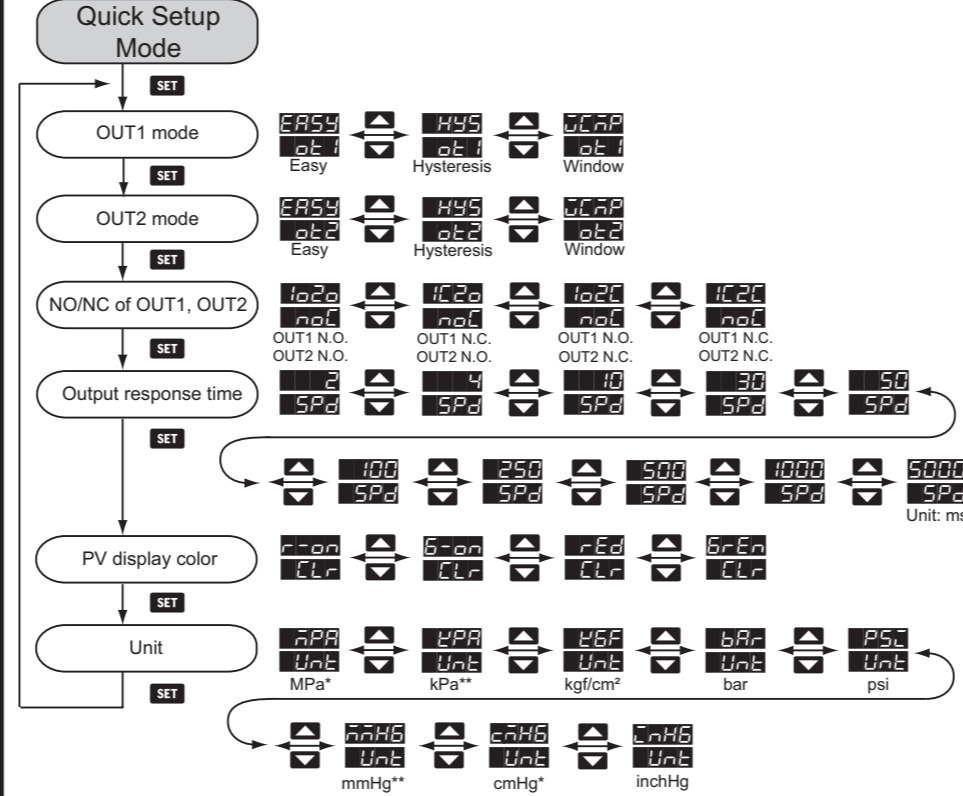 Quick Setup
Mode
SET
OUT1 mode
EASY HYS WCmP
ot1 ot1 ot1
Easy Hysteresis Window
SET
OUT2 mode
EASY HYS WCmP
ot2 ot2 ot2
Easy Hysteresis Window
SET
NO/NC of OUT1, OUT2
1o2o 1C2o 1o2C 1C2C
noC noC noC noC
OUT1 N.O. OUT1 N.C. OUT1 N.O. OUT1 N.C.
OUT2 N.O. OUT2 N.O. OUT2 N.C. OUT2 N.C.
SET
Output response time
2 4 10 30 50
SPd SPd SPd SPd SPd
SET
100 250 500 1000 5000
SPd SPd SPd SPd SPd
Unit: ms
PV display color
r-on G-on rEd GrEn
CLr CLr CLr CLr
SET
Unit
mPA KPA KGF bAr PSi
Unt Unt Unt Unt Unt
MPa* kPa** kgf/cm² bar psi
SET
mmHG cmHG inHG
Unt Unt Unt
mmHg** cmHg* inchHg